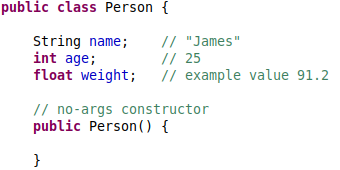 public class Person {
String name; // "James"
int age; // 25
float weight; // example value 91.2
// no-args constructor
public Person() {
}